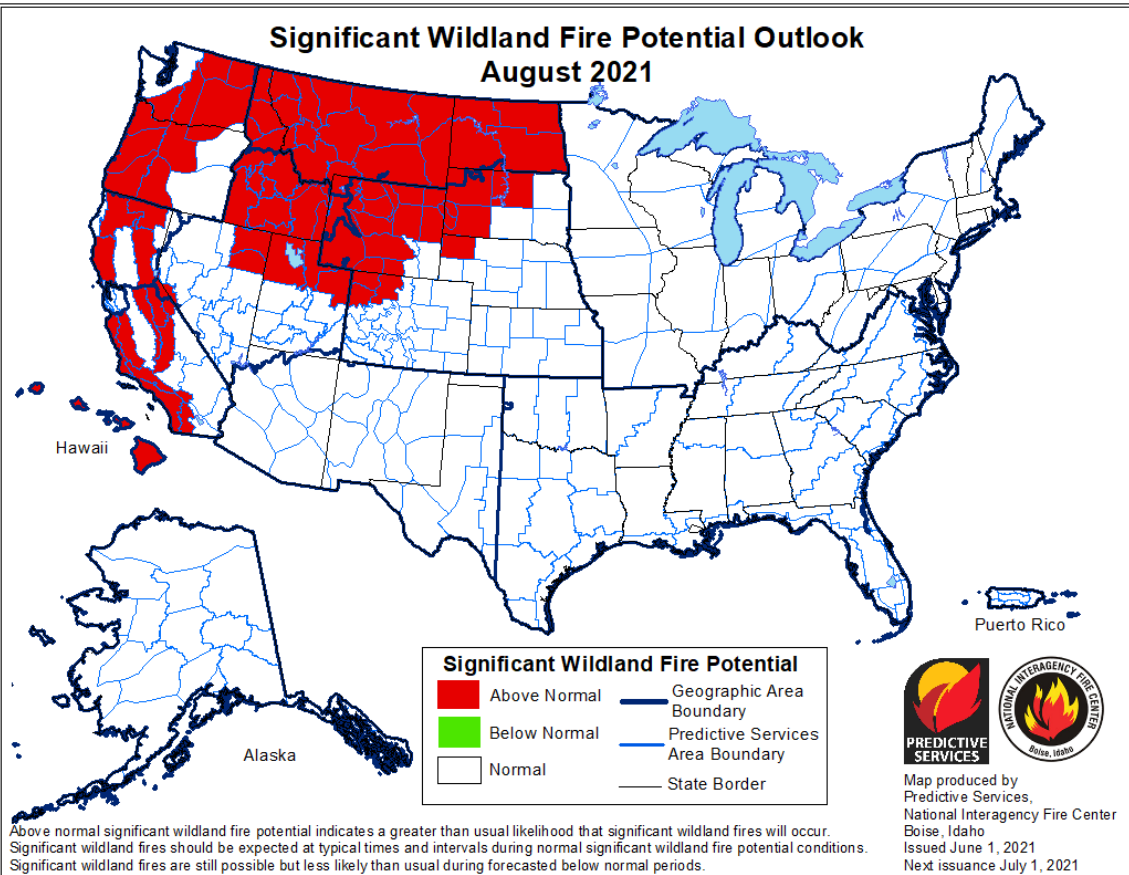 Significant Wildland Fire Potential Outlook
August 2021
Hawaii
Alaska
Puerto Rico
Significant Wildland Fire Potential
Above Normal
Below Normal
Normal
Geographic Area
Boundary
Predictive Services
Area Boundary
State Border
PREDICTIVE
SERVICES
NATIONAL INTERAGENCY FIRE CENTER
Boise, Idaho
Map produced by
Predictive Services,
National Interagency Fire Center
Boise, Idaho
Issued June 1, 2021
Next issuance July 1, 2021
Above normal significant wildland fire potential indicates a greater than usual likelihood that significant wildland fires will occur.
Significant wildland fires should be expected at typical times and intervals during normal significant wildland fire potential conditions.
Significant wildland fires are still possible but less likely than usual during forecasted below normal periods.